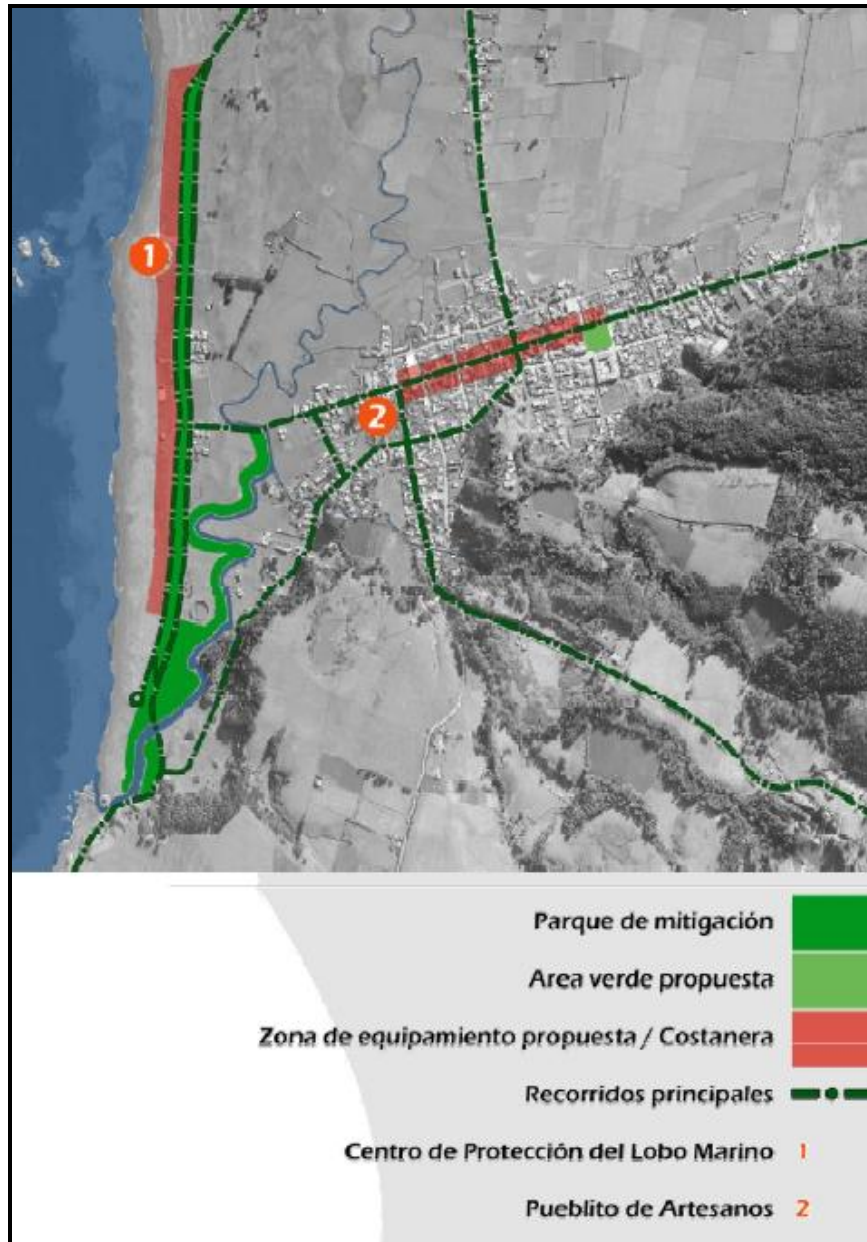 1
2
Parque de mitigación
Area verde propuesta
Zona de equipamiento propuesta / Costanera
Recorridos principales
Centro de Protección del Lobo Marino 1
Pueblito de Artesanos 2